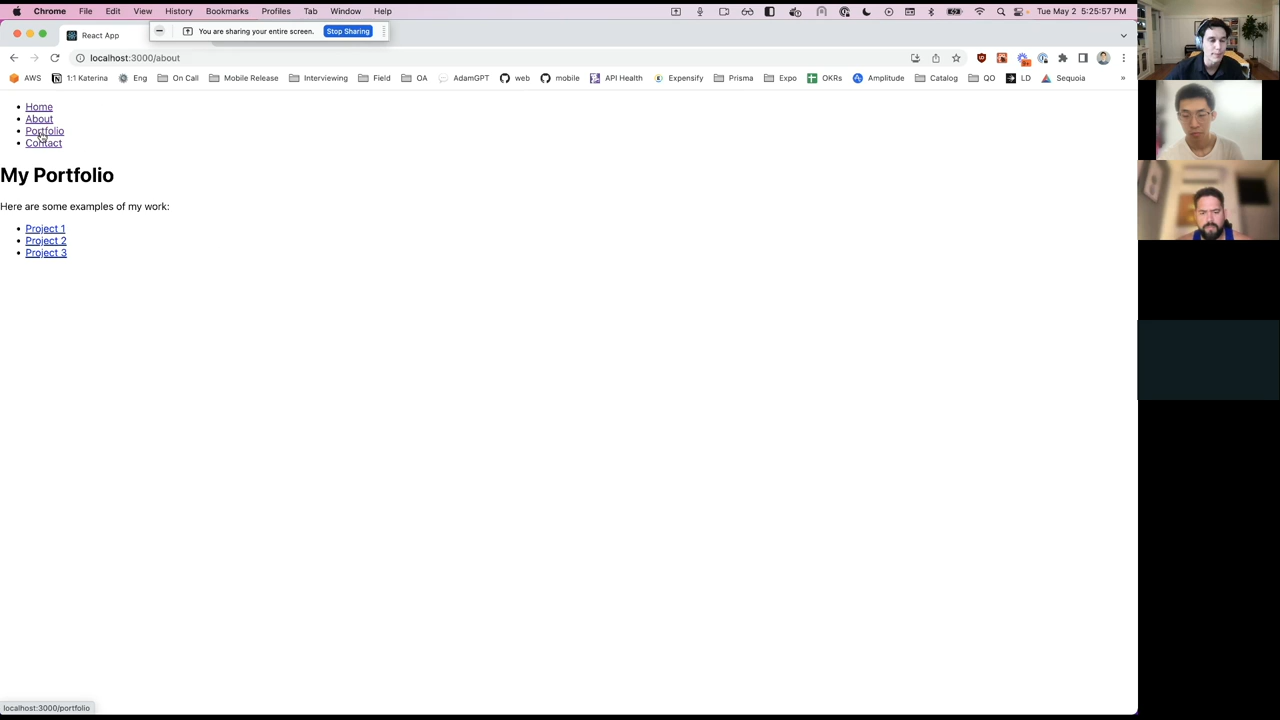 Chrome File Edit View History Bookmarks Profiles Tab Window Help Tue May 2 5:25:57 PM
React App
You are sharing your entire screen. Stop Sharing
localhost:3000/about
AWS 1:1 Katerina Eng On Call Mobile Release Interviewing Field OA AdamGPT web mobile API Health Expensify Prisma Expo OKRs Amplitude Catalog QO LD Sequoia »
Home
About
Portfolio
Contact
My Portfolio
Here are some examples of my work:
Project 1
Project 2
Project 3
localhost:3000/portfolio